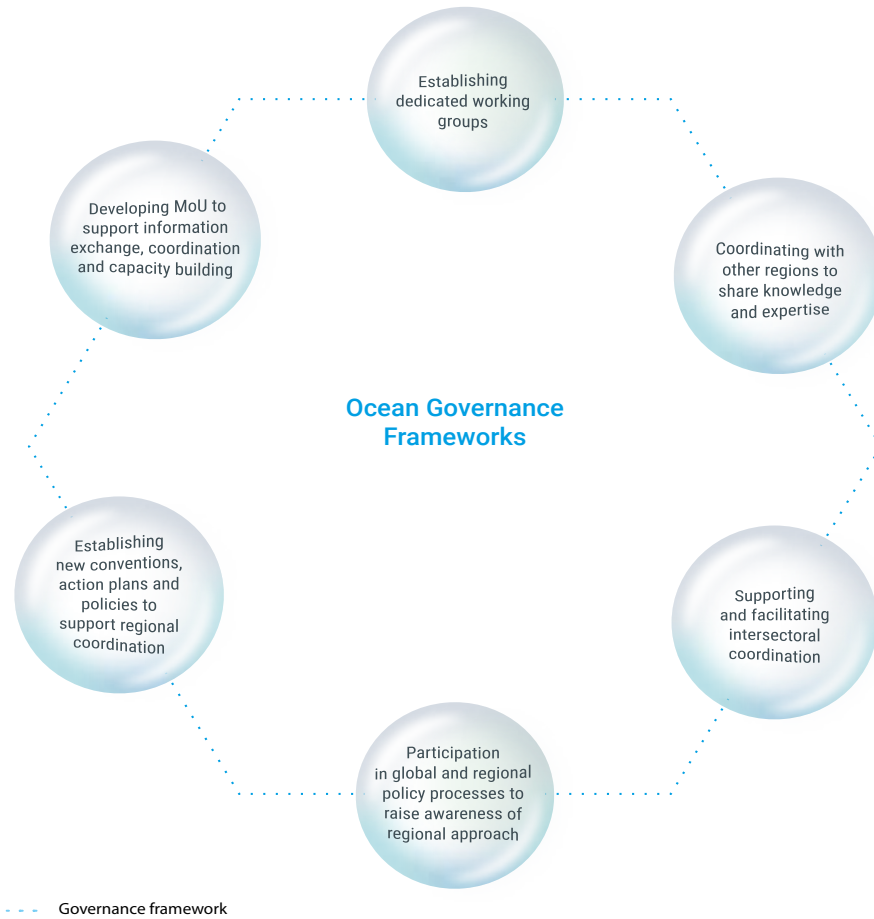 Establishing
dedicated working
groups
Developing MoU to
support information
exchange, coordination
and capacity building
Coordinating with
other regions to
share knowledge
and expertise
Ocean Governance
Frameworks
Establishing
new conventions,
action plans and
policies to
support regional
coordination
Supporting
and facilitating
intersectoral
coordination
Participation
in global and regional
policy processes to
raise awareness of
regional approach
Governance framework